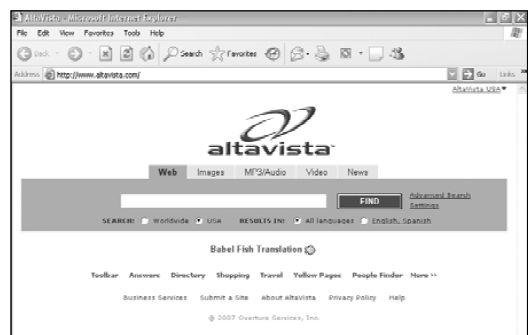 AltaVista - Microsoft Internet Explorer
File Edit View Favorites Tools Help
Back Search Favorites
Address http://www.altavista.com/ Go Links »
AltaVista USA
altavista
Web Images MP3/Audio Video News
FIND Advanced Search
Settings
SEARCH: Worldwide USA RESULTS IN: All languages English, Spanish
Babel Fish Translation
Toolbar Answers Directory Shopping Travel Yellow Pages People Finder More >>
Business Services Submit a Site About AltaVista Privacy Policy Help
© 2007 Overture Services, Inc.